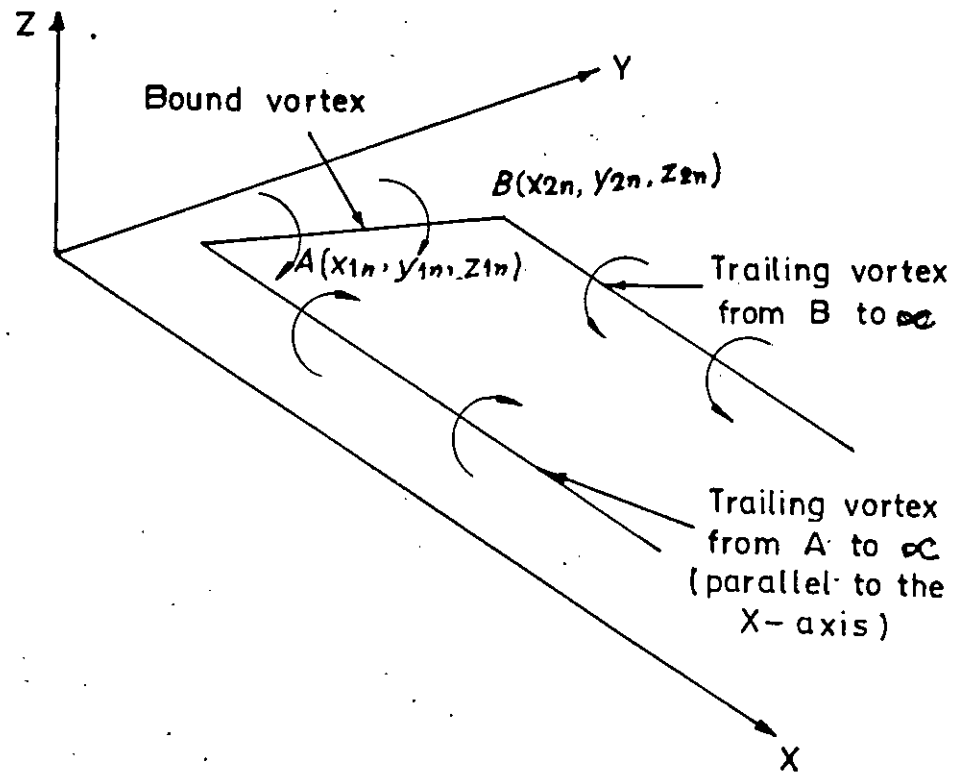 Z
Y
Bound vortex
B(x2n, y2n, z2n)
A(x1n, y1n, z1n)
Trailing vortex
from B to ∞
Trailing vortex
from A to ∞
(parallel to the
X-axis)
X